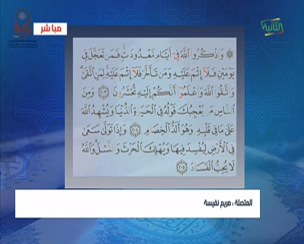 مباشر
الثانية
۞ واذكروا الله في أيام معدودت فمن تعجل في
يومين فلا إثم عليه ومن تأخر فلا إثم عليه لمن اتقى
واتقوا الله واعلموا أنكم إليه تحشرون ومن
الناس من يعجبك قوله في الحيوة الدنيا ويشهد الله
على ما في قلبه وهو ألد الخصام وإذا تولى سعى
في الأرض ليفسد فيها ويهلك الحرث والنسل والله
لا يحب الفساد
المتصلة : مريم نفيسة